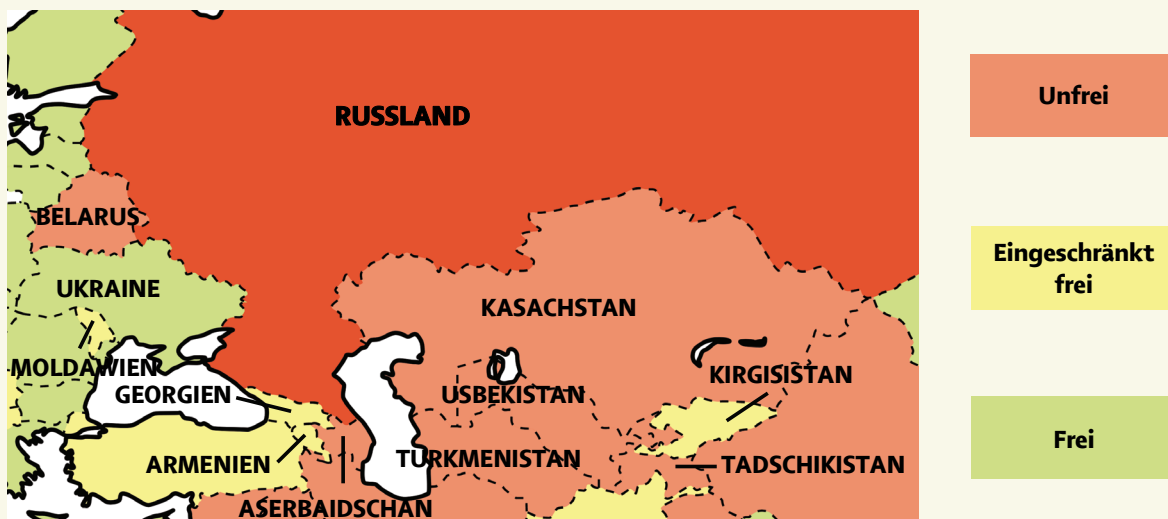 RUSSLAND
BELARUS
UKRAINE
KASACHSTAN
MOLDAWIEN
GEORGIEN
USBEKISTAN
KIRGISISTAN
ARMENIEN
TURKMENISTAN
TADSCHIKISTAN
ASERBAIDSCHAN
Unfrei
Eingeschränkt
frei
Frei